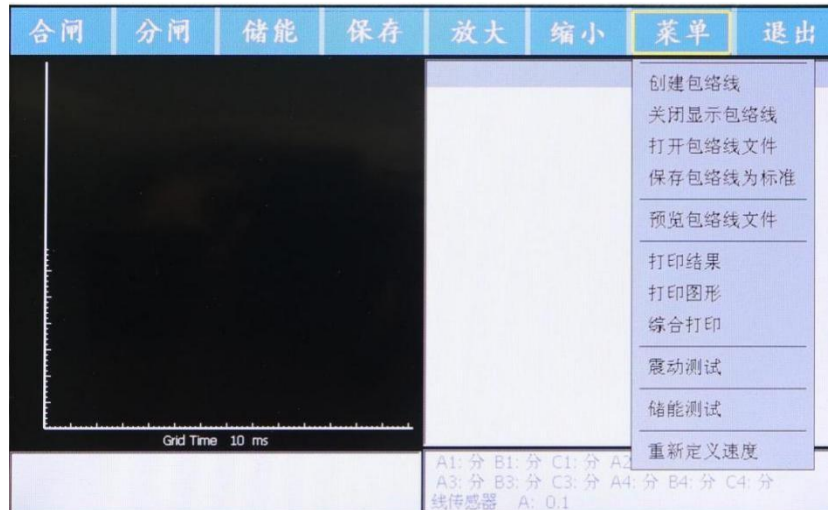 合闸 分闸 储能 保存 放大 缩小 菜单 退出
创建包络线
关闭显示包络线
打开包络线文件
保存包络线为标准
预览包络线文件
打印结果
打印图形
综合打印
震动测试
储能测试
重新定义速度
Grid Time 10 ms
A1: 分 B1: 分 C1: 分 A2
A3: 分 B3: 分 C3: 分 A4: 分 B4: 分 C4: 分
线传感器 A: 0.1